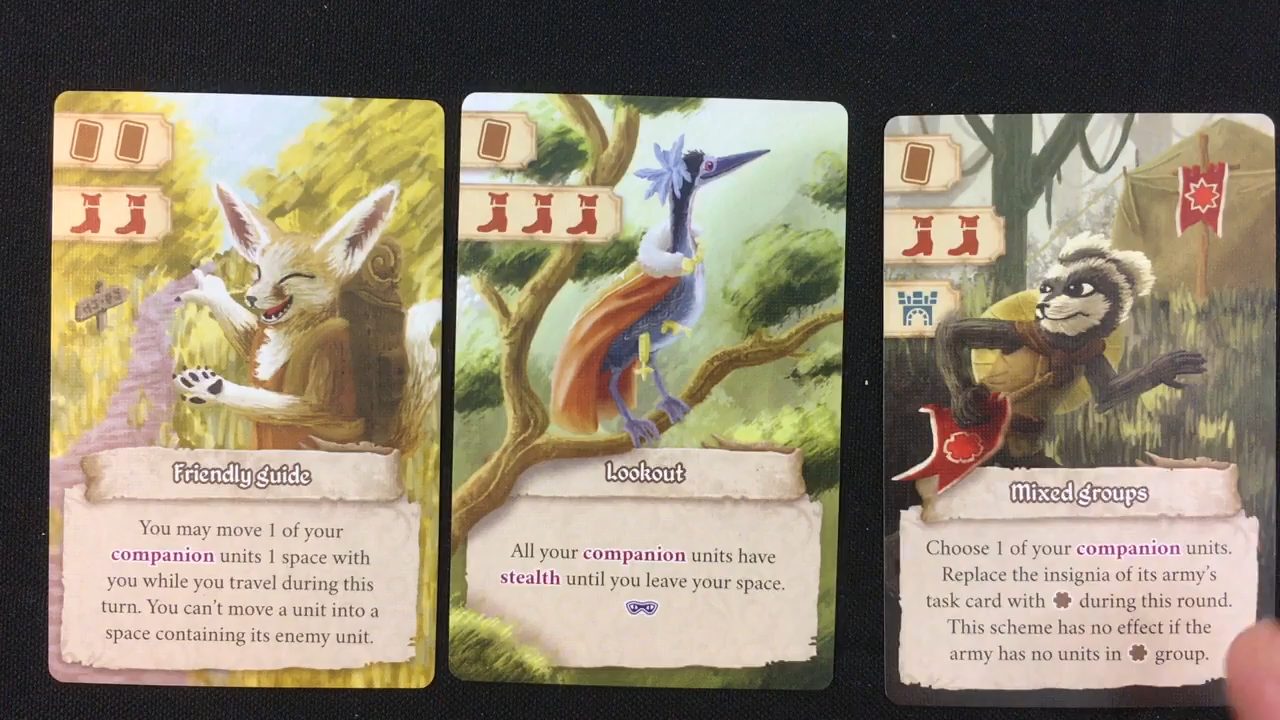 Friendly guide
You may move 1 of your
companion units 1 space with
you while you travel during this
turn. You can't move a unit into a
space containing its enemy unit.
Lookout
All your companion units have
stealth until you leave your space.
Mixed groups
Choose 1 of your companion units.
Replace the insignia of its army's
task card with during this round.
This scheme has no effect if the
army has no units in group.